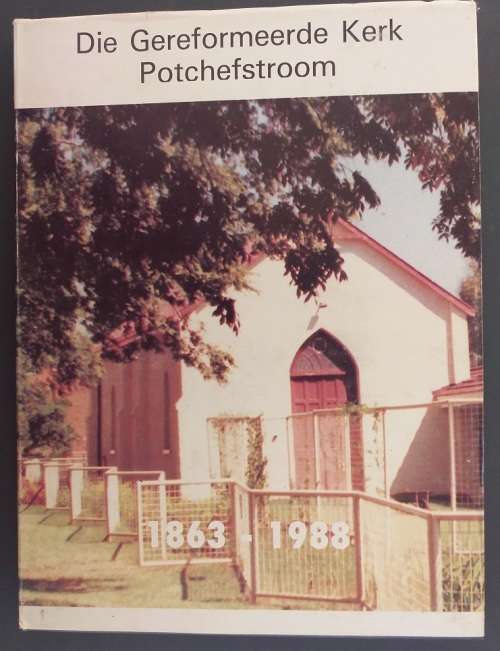 Die Gereformeerde Kerk
Potchefstroom
1863 - 1988